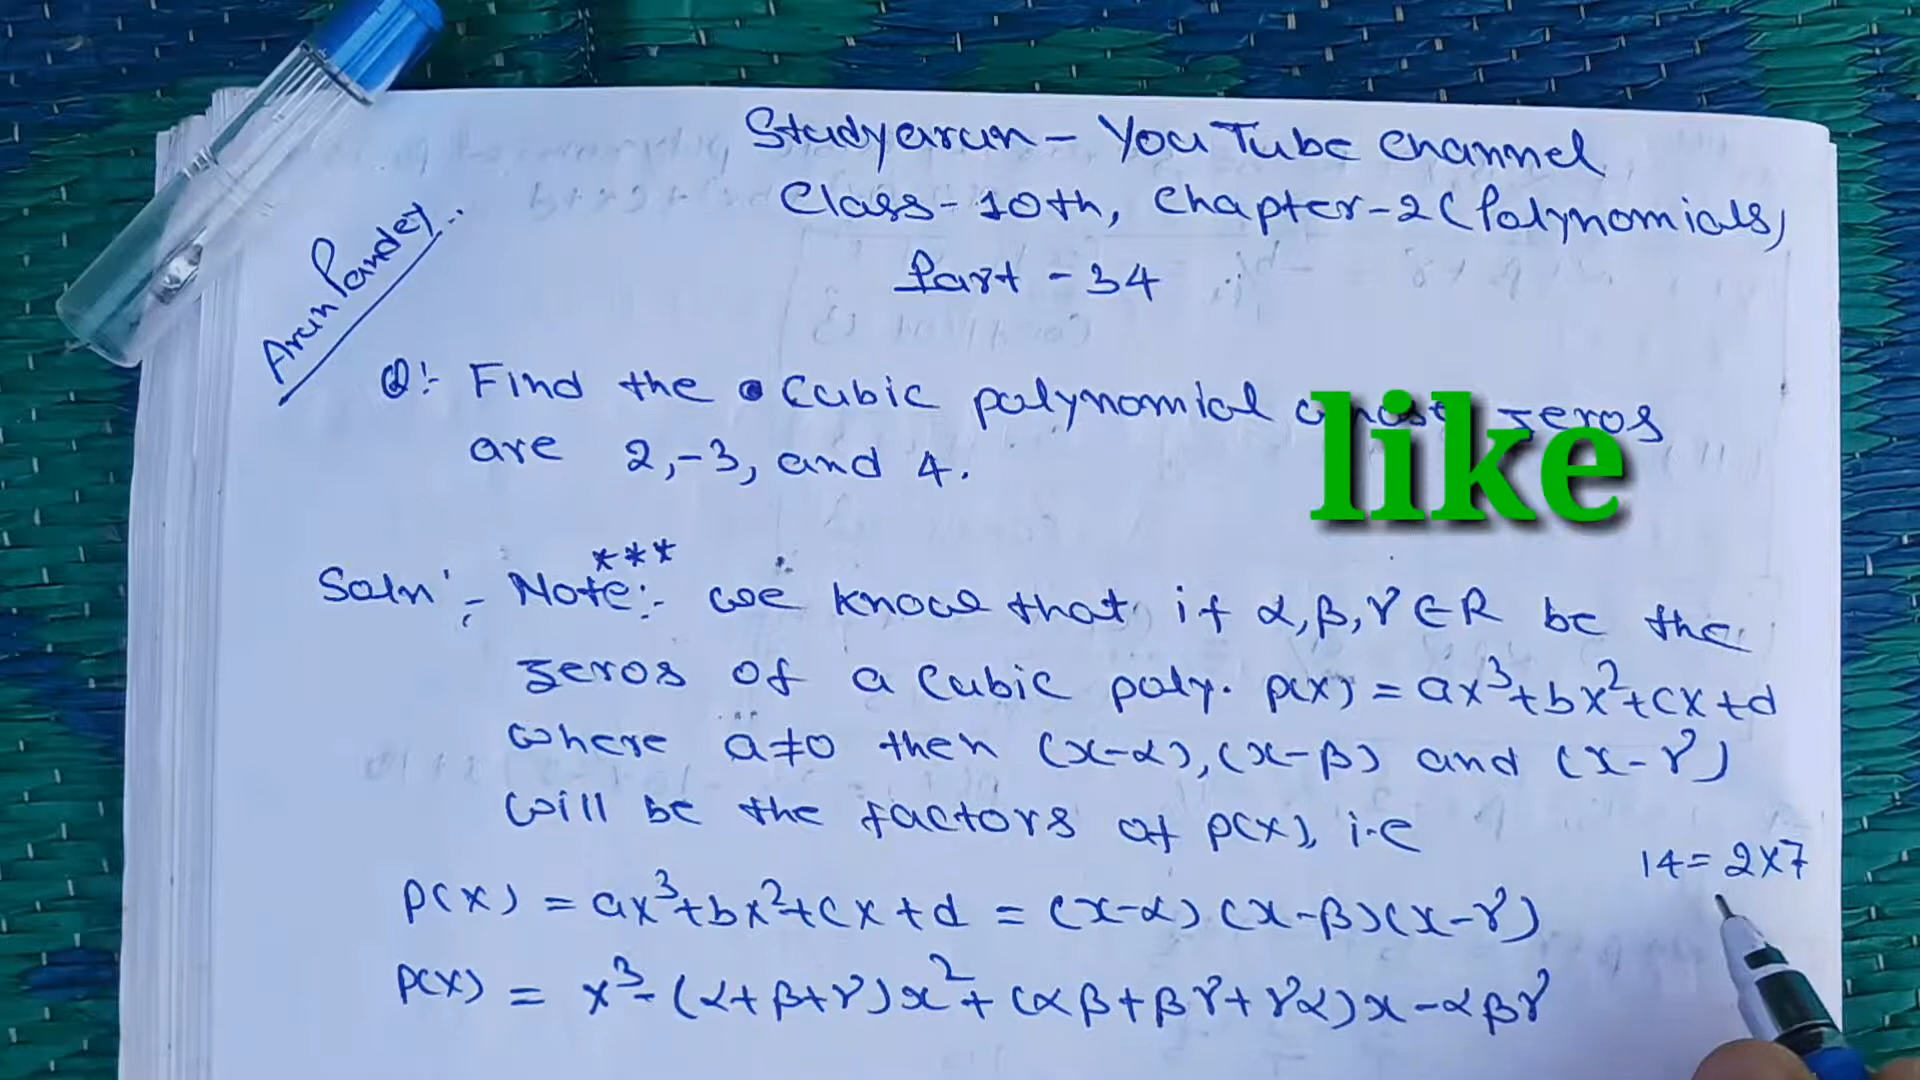 Studyarun - YouTube channel
Class-10th, Chapter-2 (Polynomials)
Part - 34
Arun Pandey..
Q:- Find the cubic polynomial whose zeros
are 2, -3, and 4.
like
***
Soln:- Note:- we know that if α, β, γ ∈ R be the
zeros of a cubic poly. p(x) = ax³+bx²+cx+d
where a≠0 then (x-α), (x-β) and (x-γ)
will be the factors of p(x), i.e
14 = 2x7
p(x) = ax³+bx²+cx+d = (x-α)(x-β)(x-γ)
p(x) = x³-(α+β+γ)x²+(αβ+βγ+γα)x-αβγ